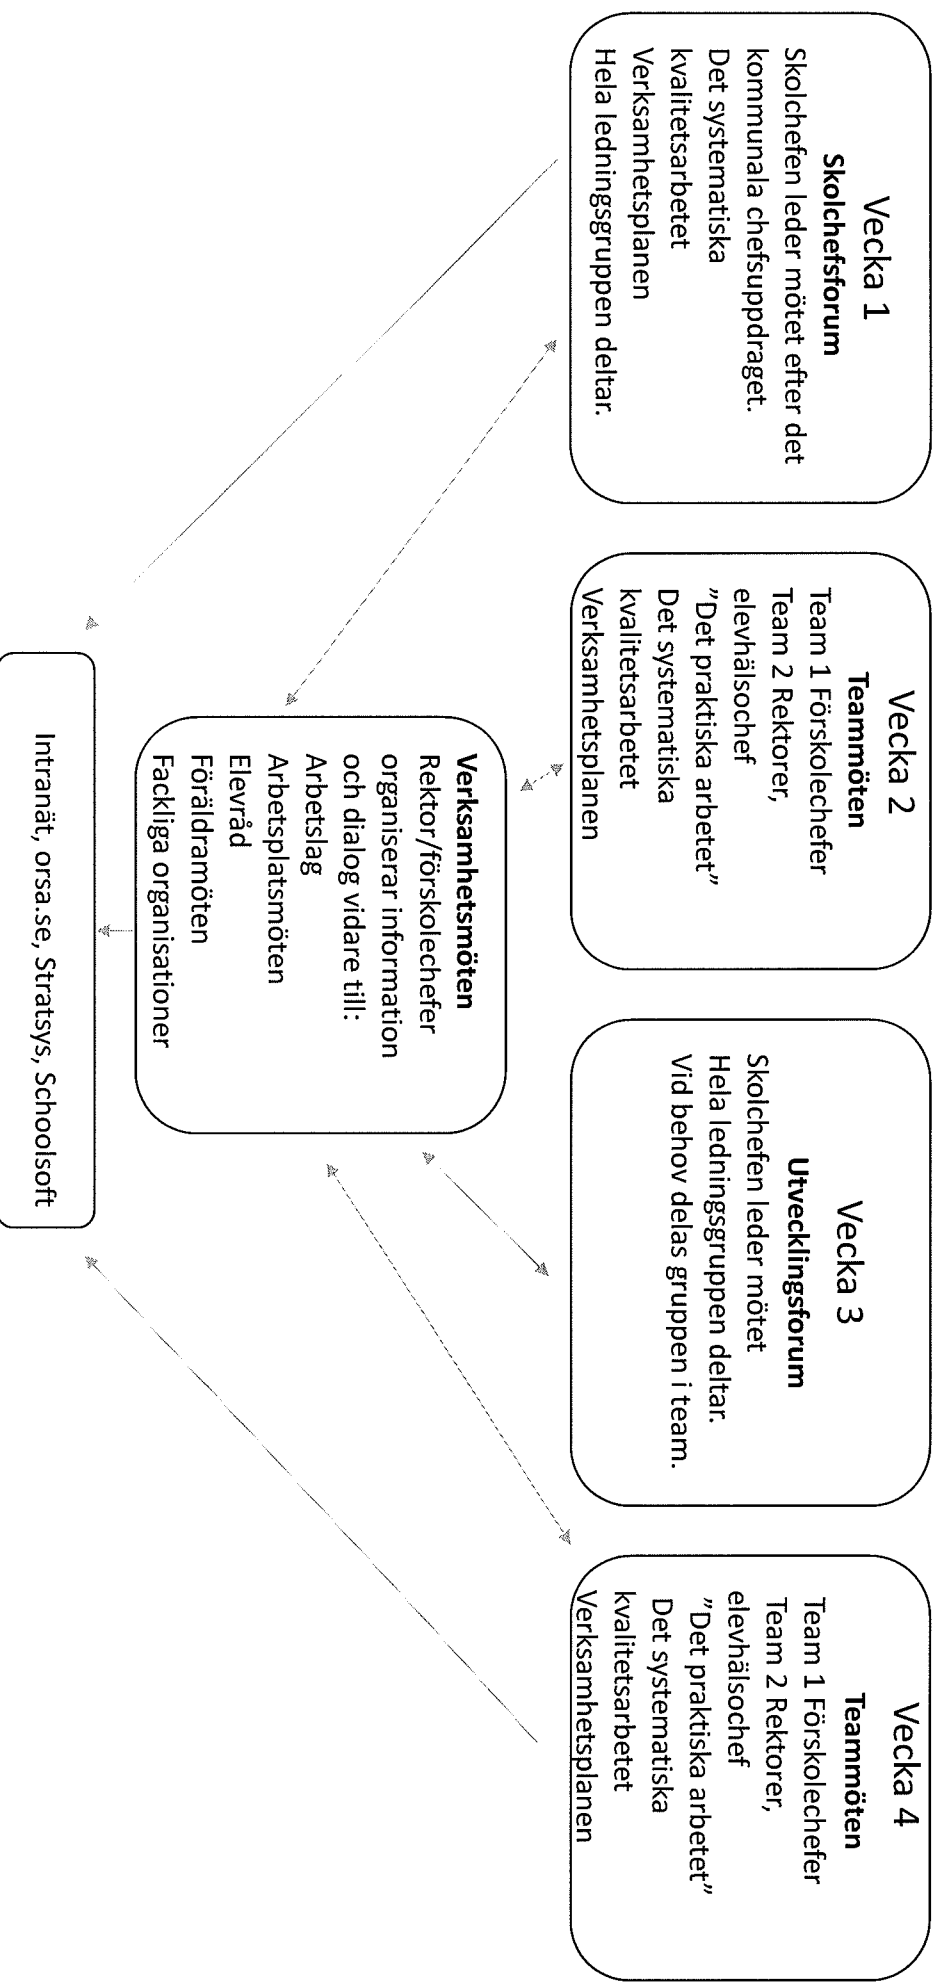 Vecka 1
Skolchefsforum
Skolchefen leder mötet efter det
kommunala chefsuppdraget.
Det systematiska
kvalitetsarbetet
Verksamhetsplanen
Hela ledningsgruppen deltar.
Vecka 2
Teammöten
Team 1 Förskolechefer
Team 2 Rektorer,
elevhälsochef
”Det praktiska arbetet”
Det systematiska
kvalitetsarbetet
Verksamhetsplanen
Vecka 3
Utvecklingsforum
Skolchefen leder mötet
Hela ledningsgruppen deltar.
Vid behov delas gruppen i team.
Vecka 4
Teammöten
Team 1 Förskolechefer
Team 2 Rektorer,
elevhälsochef
”Det praktiska arbetet”
Det systematiska
kvalitetsarbetet
Verksamhetsplanen
Verksamhetsmöten
Rektor/förskolechefer
organiserar information
och dialog vidare till:
Arbetslag
Arbetsplatsmöten
Elevråd
Föräldramöten
Fackliga organisationer
Intranät, orsa.se, Stratsys, Schoolsoft